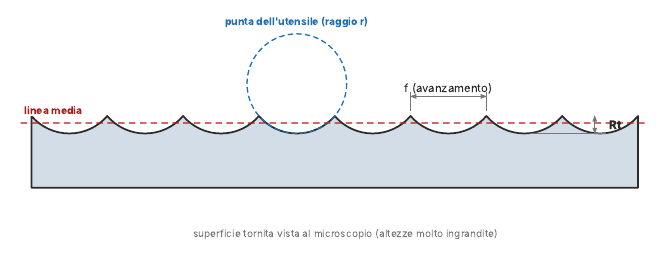 punta dell'utensile (raggio r)
f (avanzamento)
linea media
Rt
superficie tornita vista al microscopio (altezze molto ingrandite)